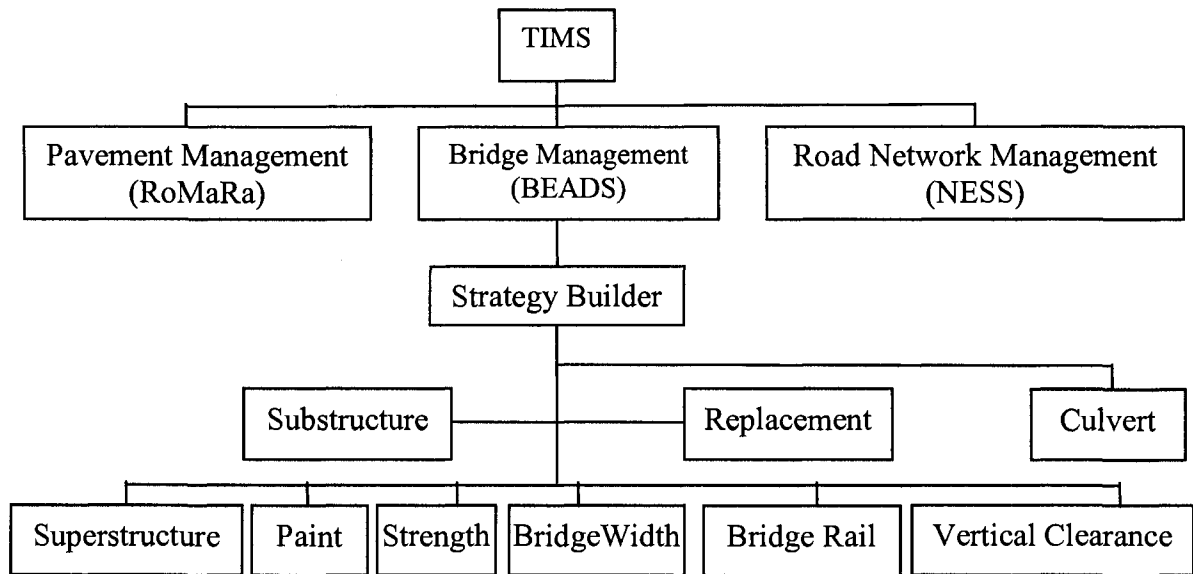 TIMS
Pavement Management
(RoMaRa)
Bridge Management
(BEADS)
Road Network Management
(NESS)
Strategy Builder
Substructure
Replacement
Culvert
Superstructure
Paint
Strength
BridgeWidth
Bridge Rail
Vertical Clearance